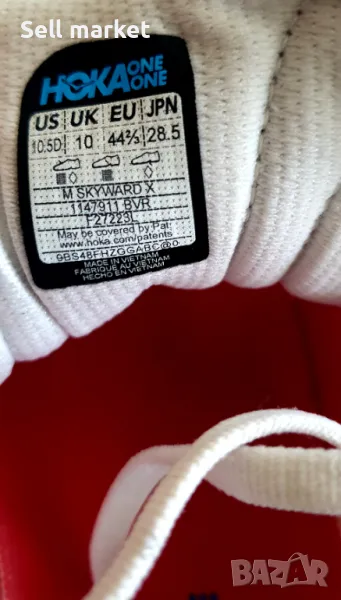 Sell market
HOKA ONE ONE
US UK EU JPN
10.5D 10 44⅔ 28.5
M SKYWARD X
1147911 BVR
F27223L
May be covered by Pat.
www.hoka.com/patents
9BS48FHZGGABC@0
MADE IN VIETNAM
FABRIQUÉ AU VIETNAM
HECHO EN VIETNAM
BAZAR